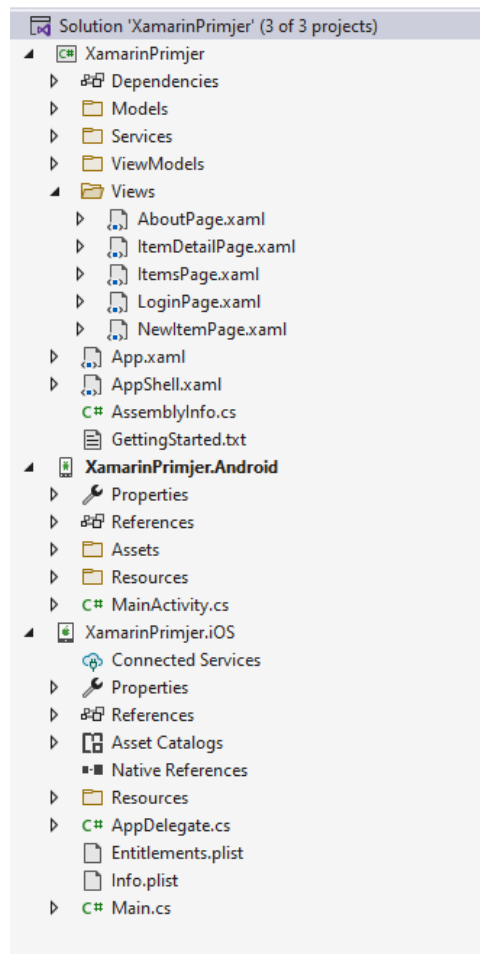 Solution 'XamarinPrimjer' (3 of 3 projects)
C# XamarinPrimjer
Dependencies
Models
Services
ViewModels
Views
AboutPage.xaml
ItemDetailPage.xaml
ItemsPage.xaml
LoginPage.xaml
NewItemPage.xaml
App.xaml
AppShell.xaml
C# AssemblyInfo.cs
GettingStarted.txt
XamarinPrimjer.Android
Properties
References
Assets
Resources
C# MainActivity.cs
XamarinPrimjer.iOS
Connected Services
Properties
References
Asset Catalogs
Native References
Resources
C# AppDelegate.cs
Entitlements.plist
Info.plist
C# Main.cs